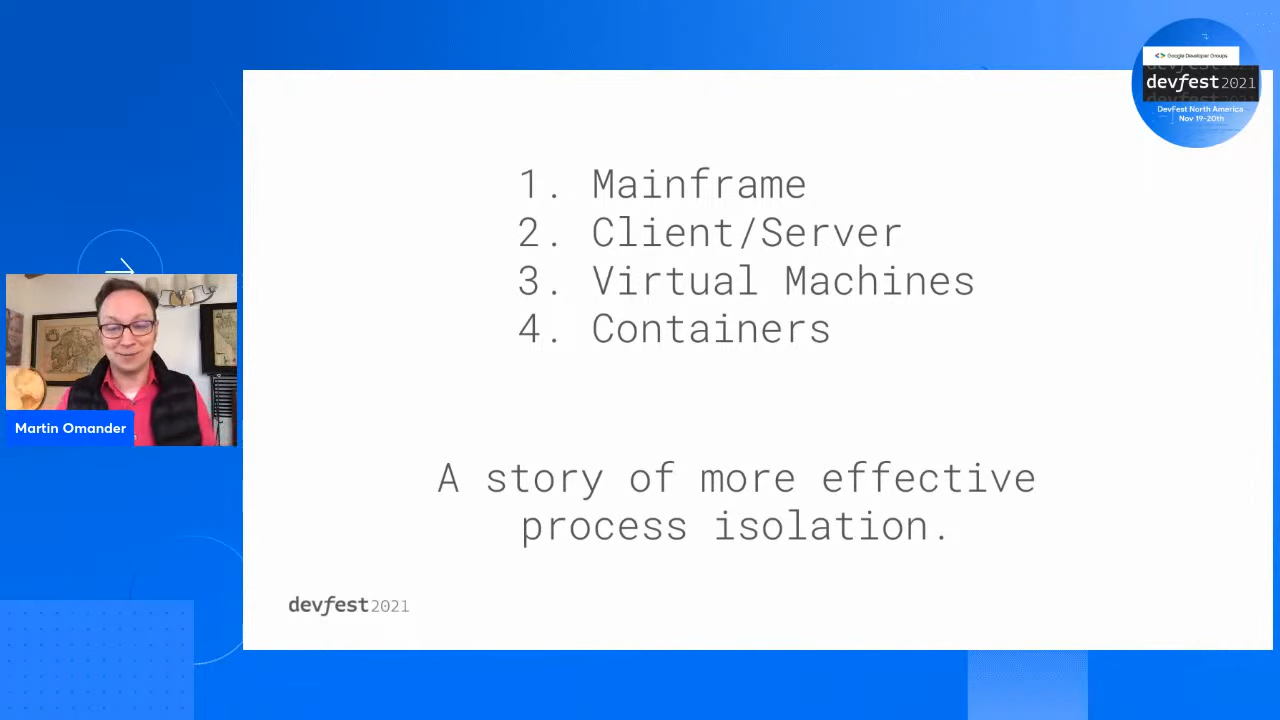 Google Developer Groups
devfest 2021
DevFest North America
Nov 19-20th
1. Mainframe
2. Client/Server
3. Virtual Machines
4. Containers
Martin Omander
A story of more effective
process isolation.
devfest 2021